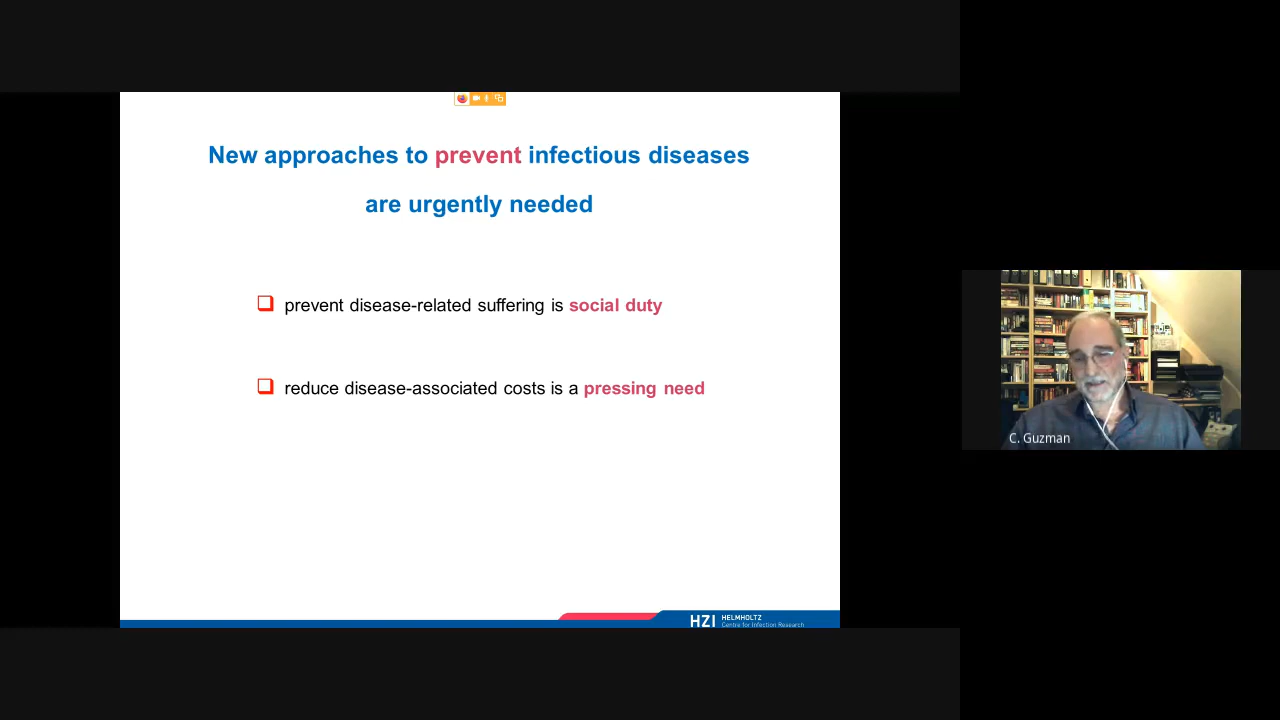 New approaches to prevent infectious diseases
are urgently needed
prevent disease-related suffering is social duty
reduce disease-associated costs is a pressing need
HZI HELMHOLTZ
Centre for Infection Research
C. Guzman